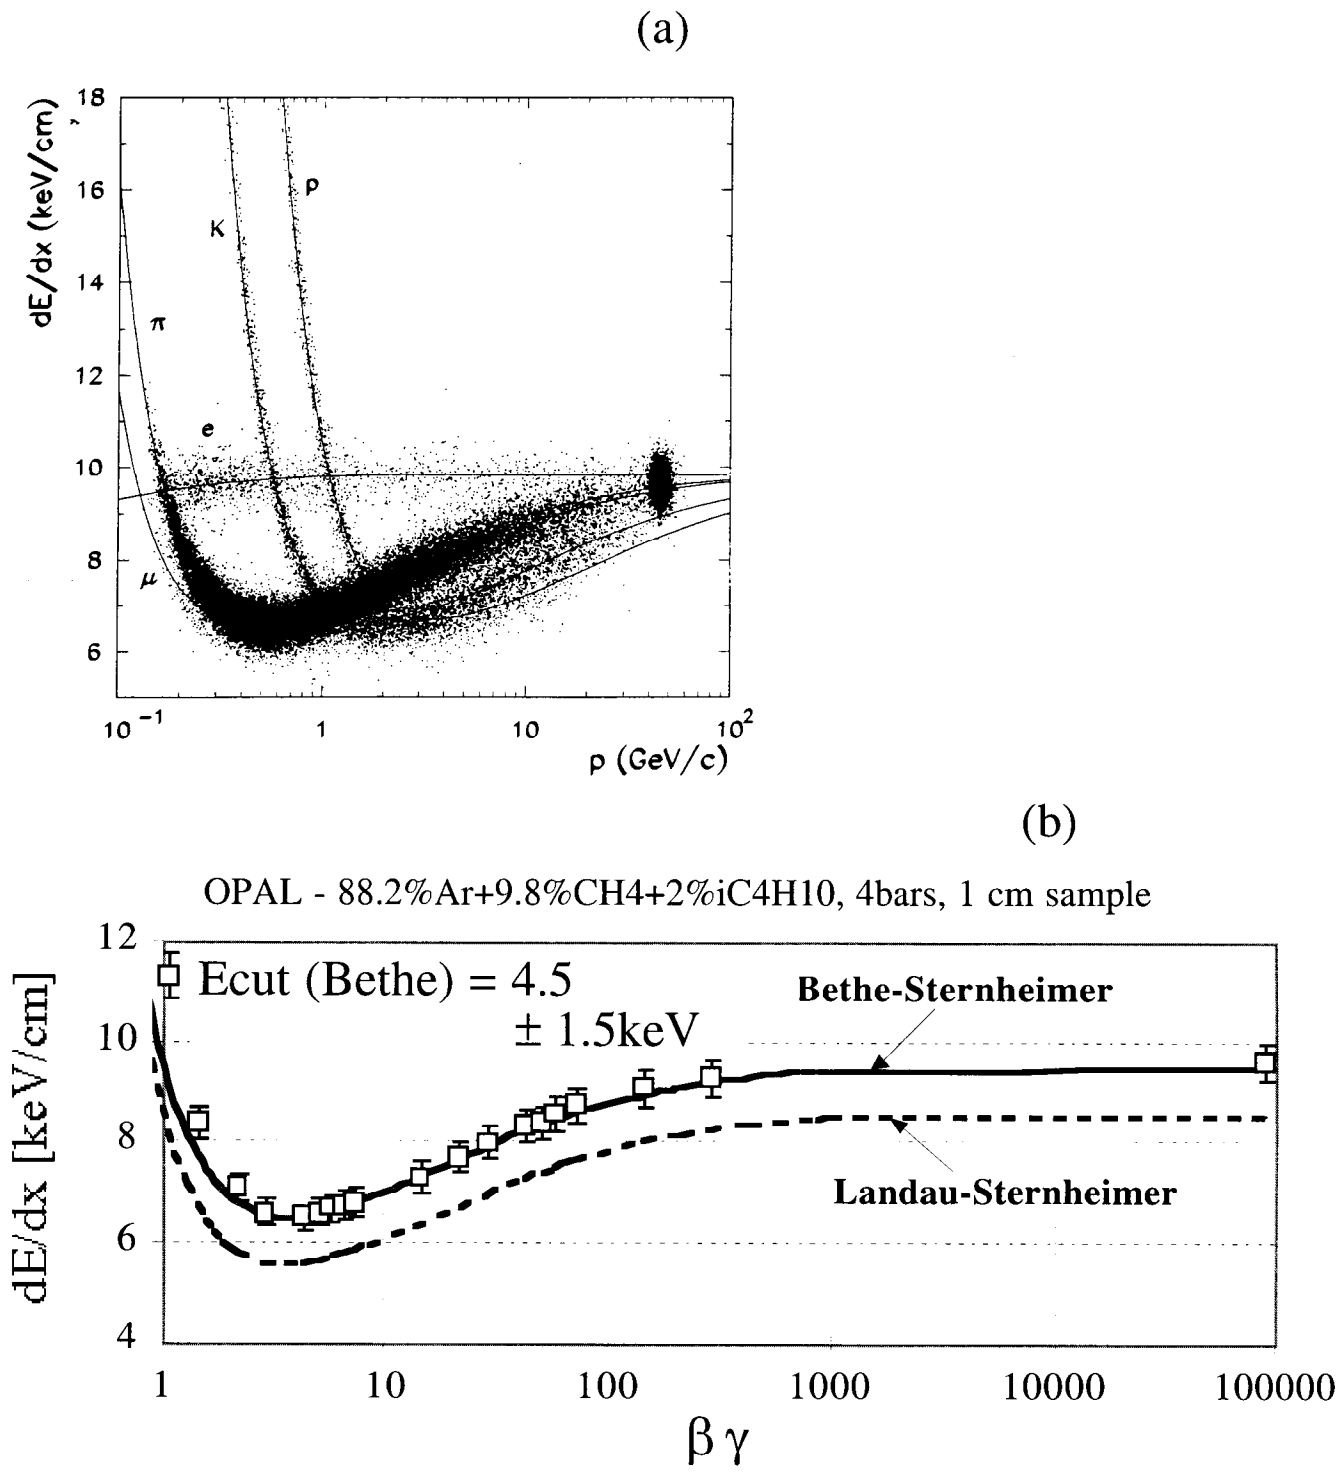 (a)
dE/dx (keV/cm)
18
16
14
12
10
8
6
p
K
π
e
μ
10⁻¹
1
10
10²
p (GeV/c)
(b)
OPAL - 88.2%Ar+9.8%CH4+2%iC4H10, 4bars, 1 cm sample
dE/dx [keV/cm]
12
10
8
6
4
Ecut (Bethe) = 4.5
± 1.5keV
Bethe-Sternheimer
Landau-Sternheimer
1
10
100
1000
10000
100000
β γ